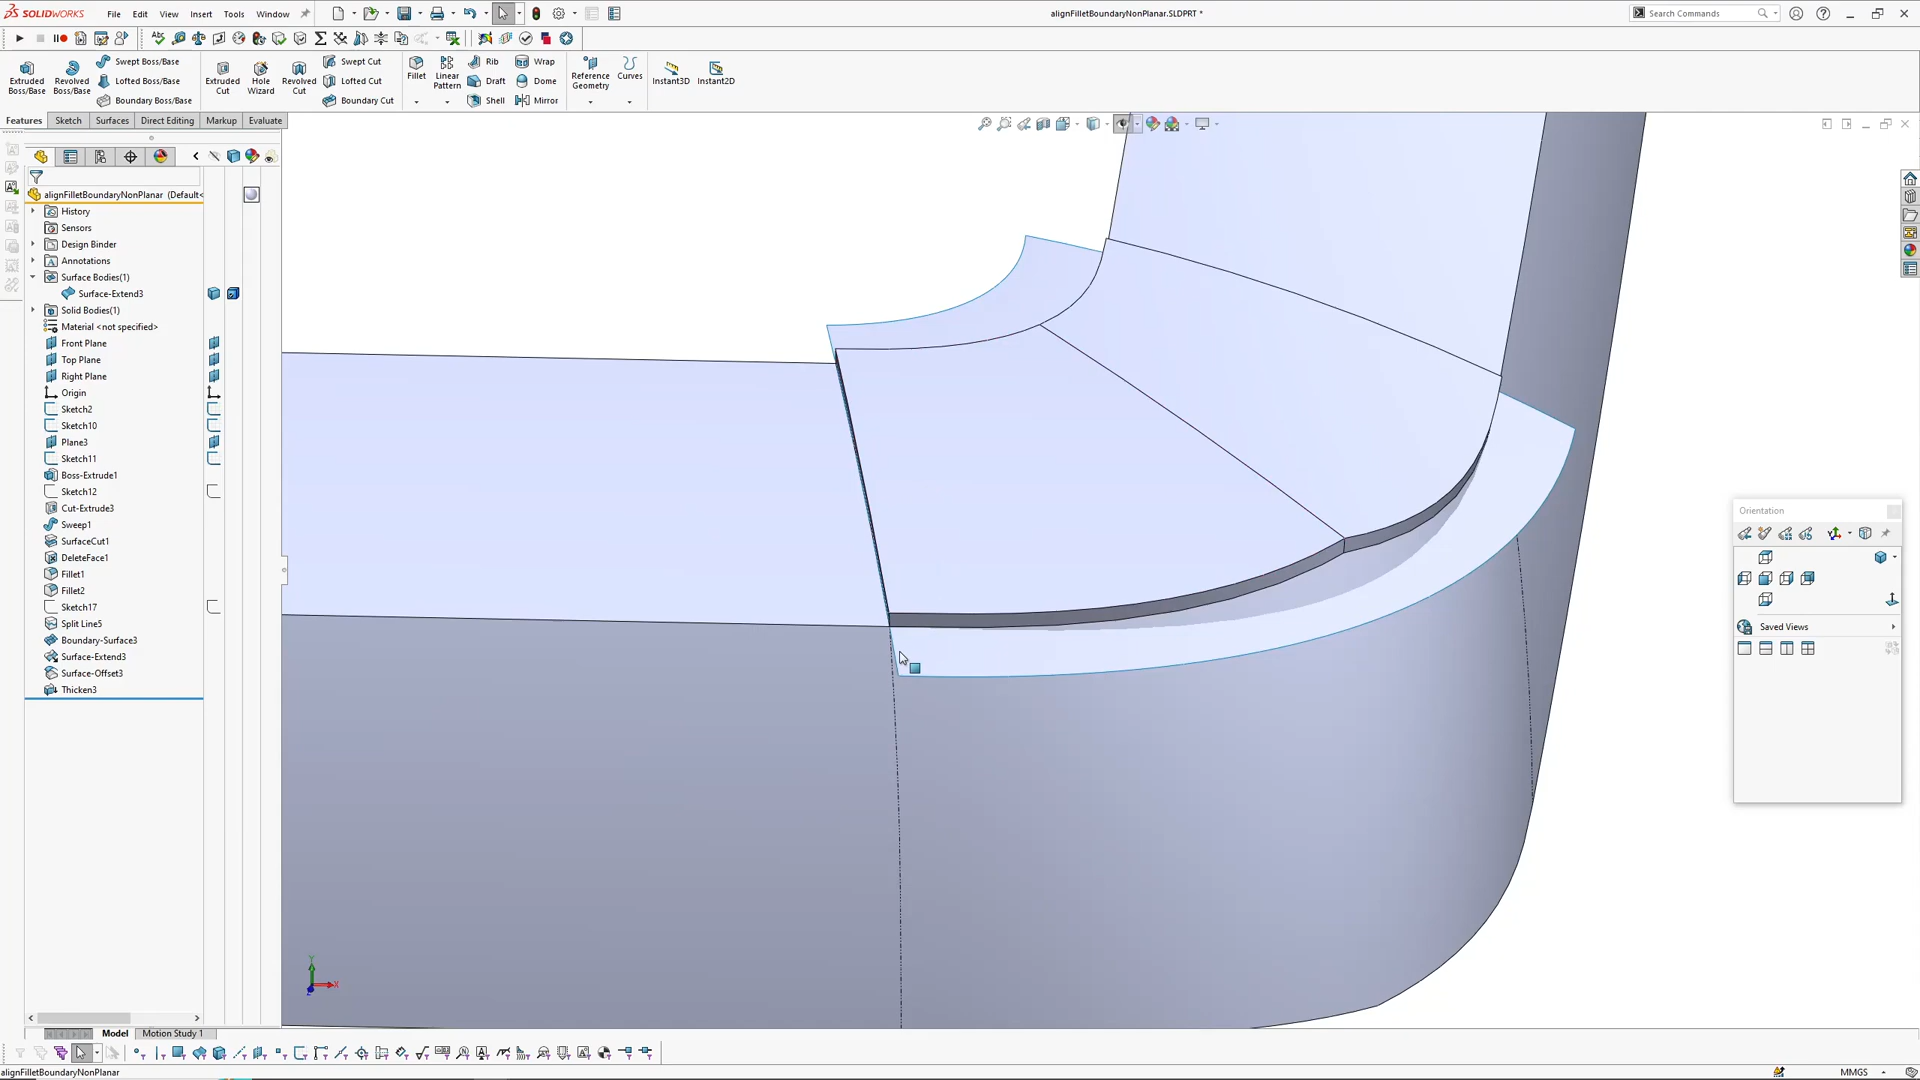 SOLIDWORKS File Edit View Insert Tools Window alignFilletBoundaryNonPlanar.SLDPRT * Search Commands
Extruded Boss/Base
Revolved Boss/Base
Swept Boss/Base
Lofted Boss/Base
Boundary Boss/Base
Extruded Cut
Hole Wizard
Revolved Cut
Swept Cut
Lofted Cut
Boundary Cut
Fillet
Linear Pattern
Rib
Draft
Shell
Wrap
Dome
Mirror
Reference Geometry
Curves
Instant3D
Instant2D
Features Sketch Surfaces Direct Editing Markup Evaluate
alignFilletBoundaryNonPlanar (Default<
History
Sensors
Design Binder
Annotations
Surface Bodies(1)
Surface-Extend3
Solid Bodies(1)
Material <not specified>
Front Plane
Top Plane
Right Plane
Origin
Sketch2
Sketch10
Plane3
Sketch11
Boss-Extrude1
Sketch12
Cut-Extrude3
Sweep1
SurfaceCut1
DeleteFace1
Fillet1
Fillet2
Sketch17
Split Line5
Boundary-Surface3
Surface-Extend3
Surface-Offset3
Thicken3
Orientation
Saved Views
Y
X
Z
Model Motion Study 1
alignFilletBoundaryNonPlanar
MMGS